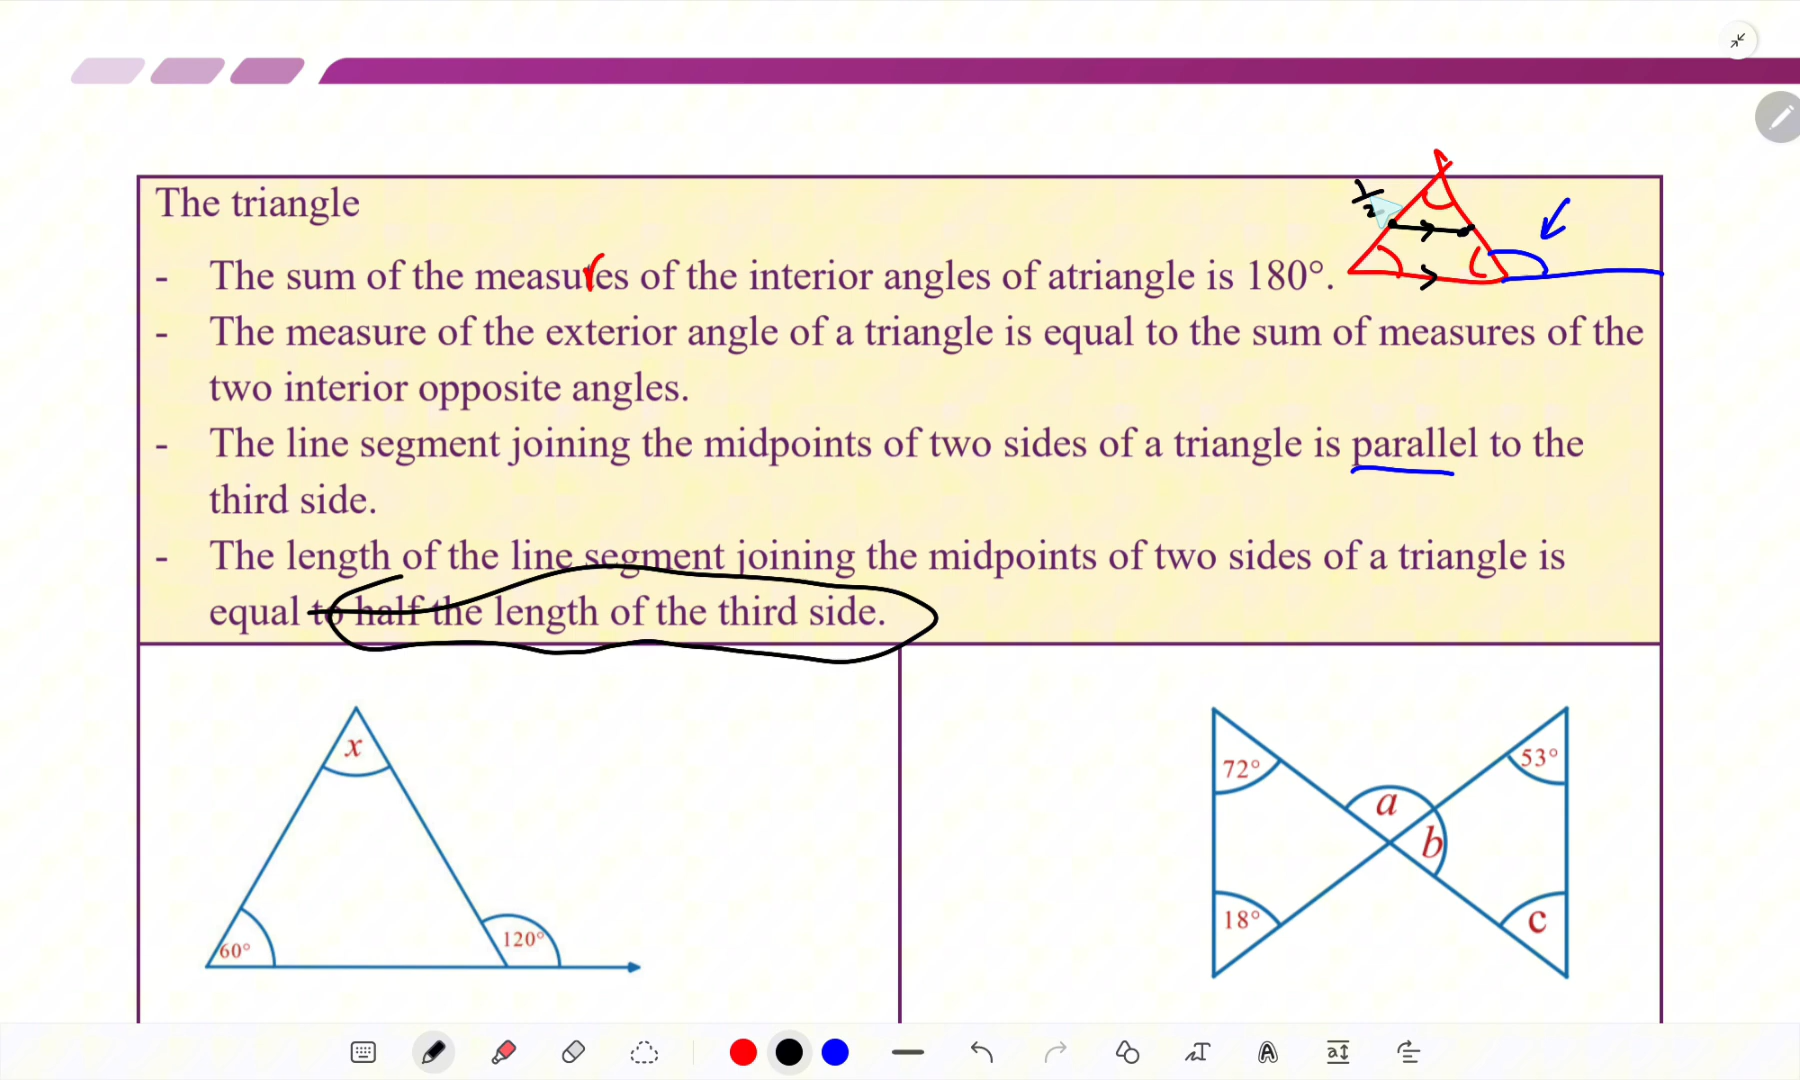 The triangle
- The sum of the measures of the interior angles of atriangle is 180°.
- The measure of the exterior angle of a triangle is equal to the sum of measures of the
two interior opposite angles.
- The line segment joining the midpoints of two sides of a triangle is parallel to the
third side.
- The length of the line segment joining the midpoints of two sides of a triangle is
equal to half the length of the third side.
1/2
x
60°
120°
72°
53°
a
b
18°
c